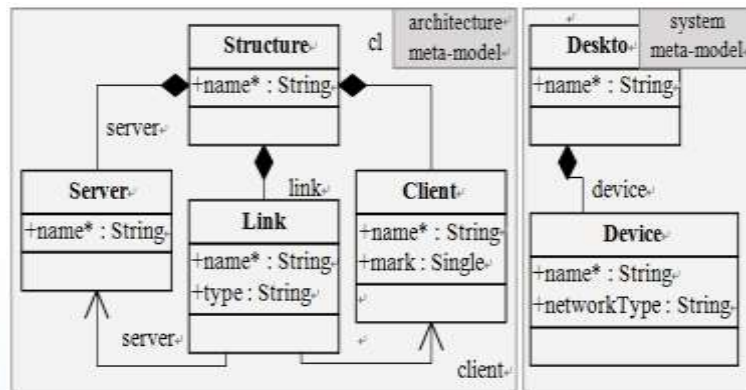 Structure
+name* : String
cl
architecture
meta-model
server
Server
+name* : String
link
Link
+name* : String
+type : String
Client
+name* : String
+mark : Single
server
client
Deskto
+name* : String
system
meta-model
device
Device
+name* : String
+networkType : String